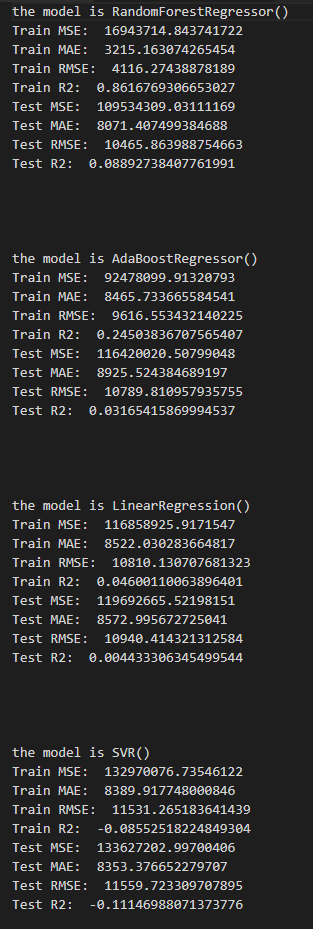 the model is RandomForestRegressor()
Train MSE:  16943714.843741722
Train MAE:  3215.163074265454
Train RMSE:  4116.27438878189
Train R2:  0.8616769306653027
Test MSE:  109534309.03111169
Test MAE:  8071.407499384688
Test RMSE:  10465.863988754663
Test R2:  0.08892738407761991
the model is AdaBoostRegressor()
Train MSE:  92478099.91320793
Train MAE:  8465.733665584541
Train RMSE:  9616.553432140225
Train R2:  0.24503836707565407
Test MSE:  116420020.50799048
Test MAE:  8925.524384689197
Test RMSE:  10789.810957935755
Test R2:  0.03165415869994537
the model is LinearRegression()
Train MSE:  116858925.9171547
Train MAE:  8522.030283664817
Train RMSE:  10810.130707681323
Train R2:  0.04600110063896401
Test MSE:  119692665.52198151
Test MAE:  8572.995672725041
Test RMSE:  10940.414321312584
Test R2:  0.004433306345499544
the model is SVR()
Train MSE:  132970076.73546122
Train MAE:  8389.917748000846
Train RMSE:  11531.265183641439
Train R2:  -0.08552518224849304
Test MSE:  133627202.99700406
Test MAE:  8353.376652279707
Test RMSE:  11559.723309707895
Test R2:  -0.11146988071373776